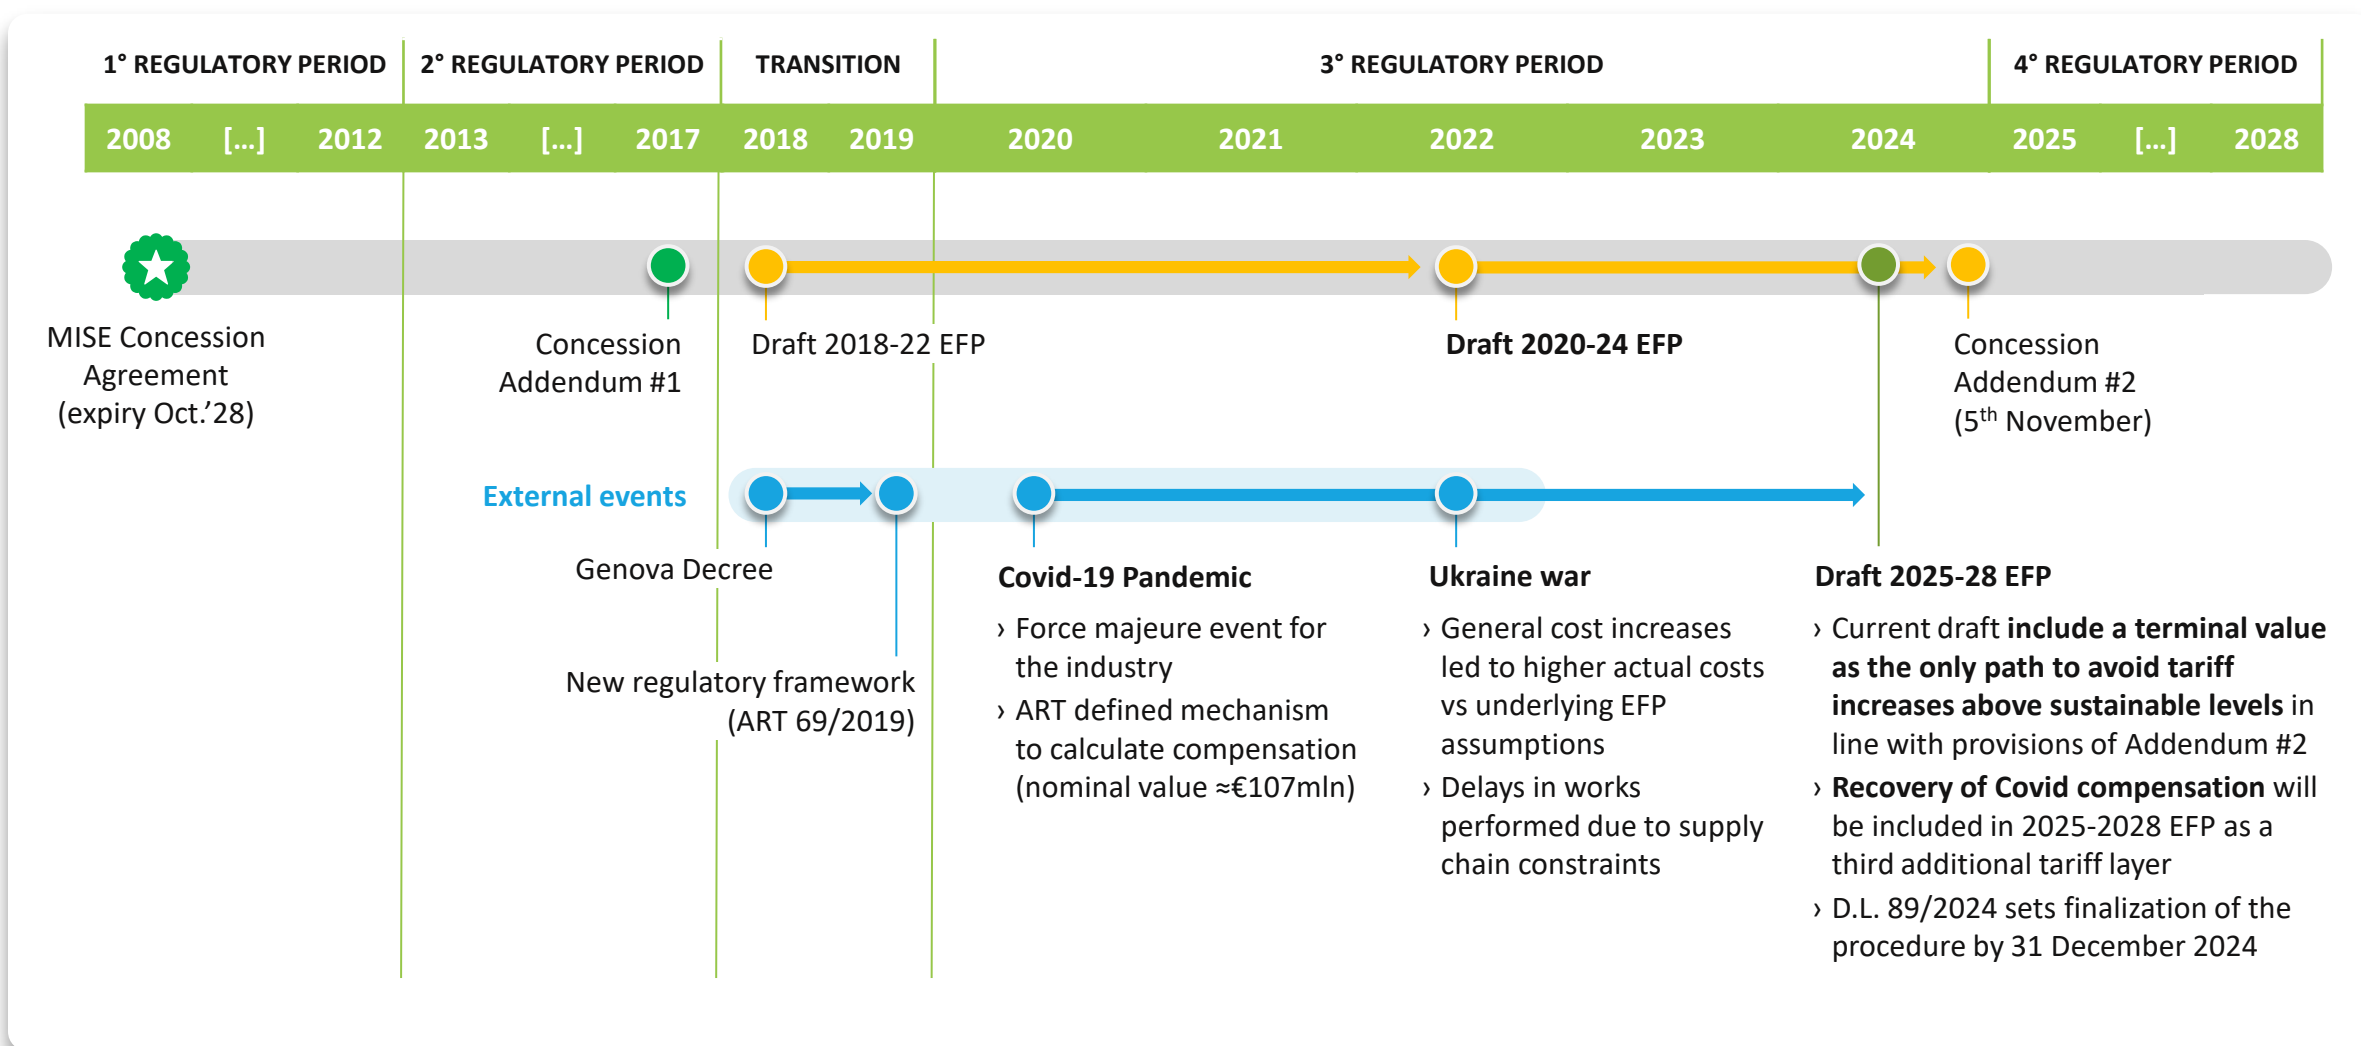 1° REGULATORY PERIOD
2° REGULATORY PERIOD
TRANSITION
3° REGULATORY PERIOD
4° REGULATORY PERIOD
2008 […] 2012 2013 […] 2017 2018 2019 2020 2021 2022 2023 2024 2025 […] 2028
MISE Concession
Agreement
(expiry Oct.’28)
Concession
Addendum #1
Draft 2018-22 EFP
Draft 2020-24 EFP
Concession
Addendum #2
(5th November)
External events
Genova Decree
New regulatory framework
(ART 69/2019)
Covid-19 Pandemic
› Force majeure event for
the industry
› ART defined mechanism
to calculate compensation
(nominal value ≈€107mln)
Ukraine war
› General cost increases
led to higher actual costs
vs underlying EFP
assumptions
› Delays in works
performed due to supply
chain constraints
Draft 2025-28 EFP
› Current draft include a terminal value
as the only path to avoid tariff
increases above sustainable levels in
line with provisions of Addendum #2
› Recovery of Covid compensation will
be included in 2025-2028 EFP as a
third additional tariff layer
› D.L. 89/2024 sets finalization of the
procedure by 31 December 2024